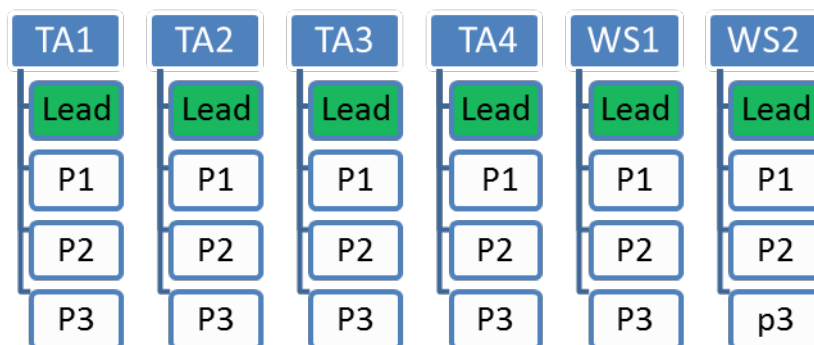 TA1 TA2 TA3 TA4 WS1 WS2
Lead Lead Lead Lead Lead Lead
P1 P1 P1 P1 P1 P1
P2 P2 P2 P2 P2 P2
P3 P3 P3 P3 P3 p3